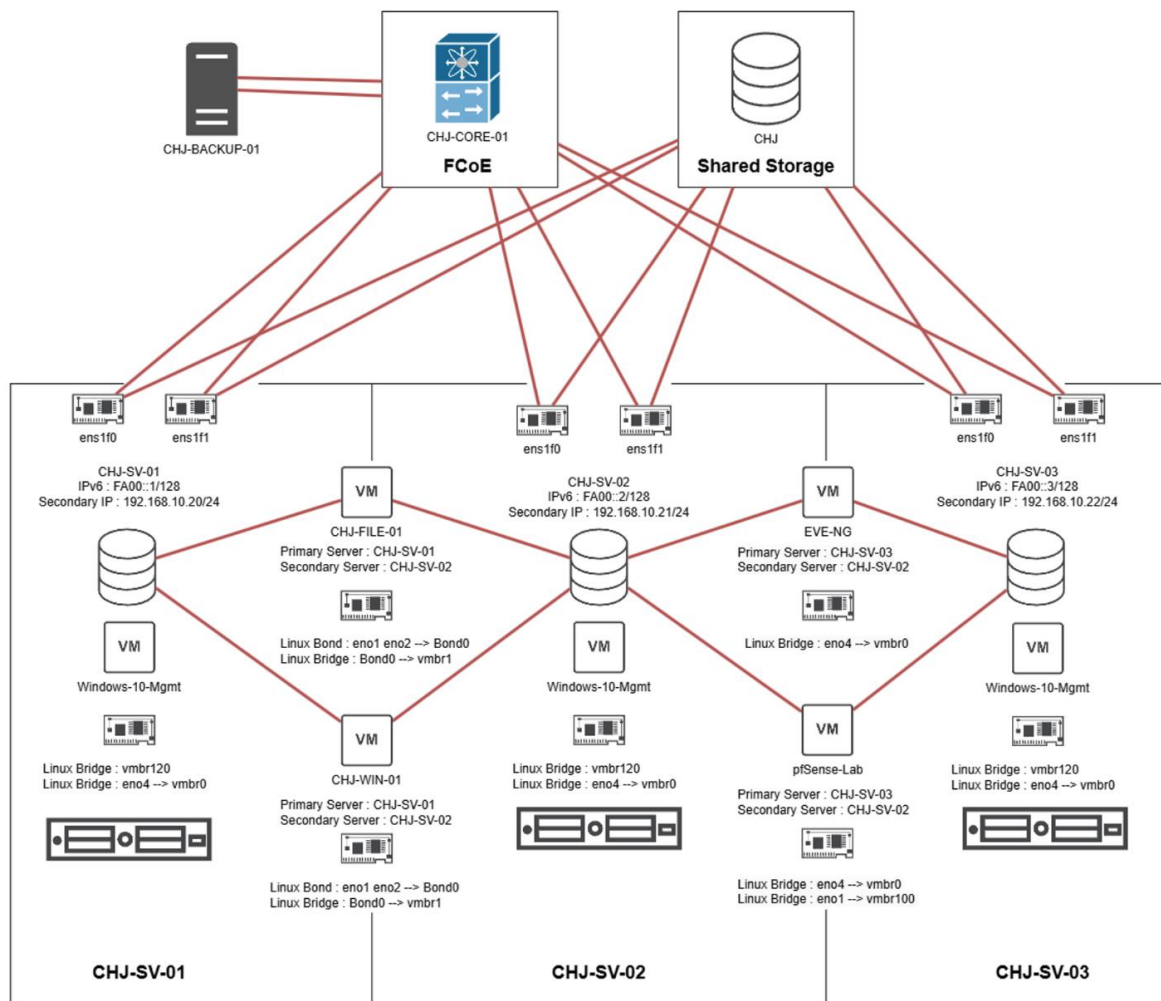 CHJ-BACKUP-01
CHJ-CORE-01
FCoE
CHJ
Shared Storage
ens1f0
ens1f1
ens1f0
ens1f1
ens1f0
ens1f1
CHJ-SV-01
IPv6 : FA00::1/128
Secondary IP : 192.168.10.20/24
VM
CHJ-FILE-01
Primary Server : CHJ-SV-01
Secondary Server : CHJ-SV-02
Linux Bond : eno1 eno2 --> Bond0
Linux Bridge : Bond0 --> vmbr1
CHJ-SV-02
IPv6 : FA00::2/128
Secondary IP : 192.168.10.21/24
VM
EVE-NG
Primary Server : CHJ-SV-03
Secondary Server : CHJ-SV-02
Linux Bridge : eno4 --> vmbr0
CHJ-SV-03
IPv6 : FA00::3/128
Secondary IP : 192.168.10.22/24
VM
Windows-10-Mgmt
Linux Bridge : vmbr120
Linux Bridge : eno4 --> vmbr0
VM
CHJ-WIN-01
Primary Server : CHJ-SV-01
Secondary Server : CHJ-SV-02
Linux Bond : eno1 eno2 --> Bond0
Linux Bridge : Bond0 --> vmbr1
VM
Windows-10-Mgmt
Linux Bridge : vmbr120
Linux Bridge : eno4 --> vmbr0
VM
pfSense-Lab
Primary Server : CHJ-SV-03
Secondary Server : CHJ-SV-02
Linux Bridge : eno4 --> vmbr0
Linux Bridge : eno1 --> vmbr100
VM
Windows-10-Mgmt
Linux Bridge : vmbr120
Linux Bridge : eno4 --> vmbr0
CHJ-SV-01
CHJ-SV-02
CHJ-SV-03